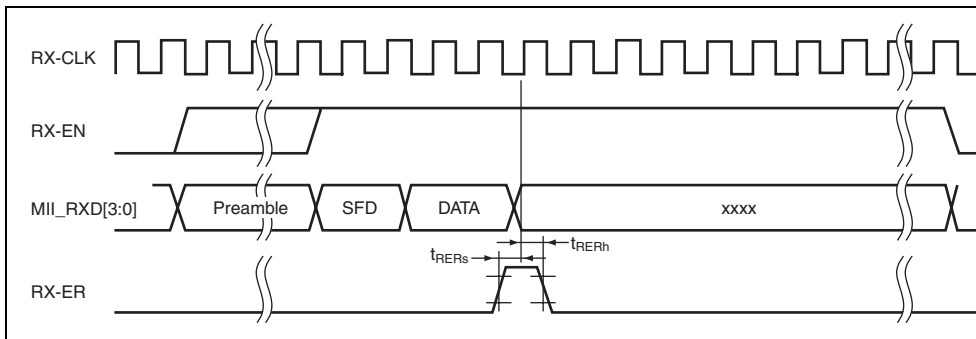 RX-CLK
RX-EN
MII_RXD[3:0] Preamble SFD DATA xxxx
tRERs tRERh
RX-ER